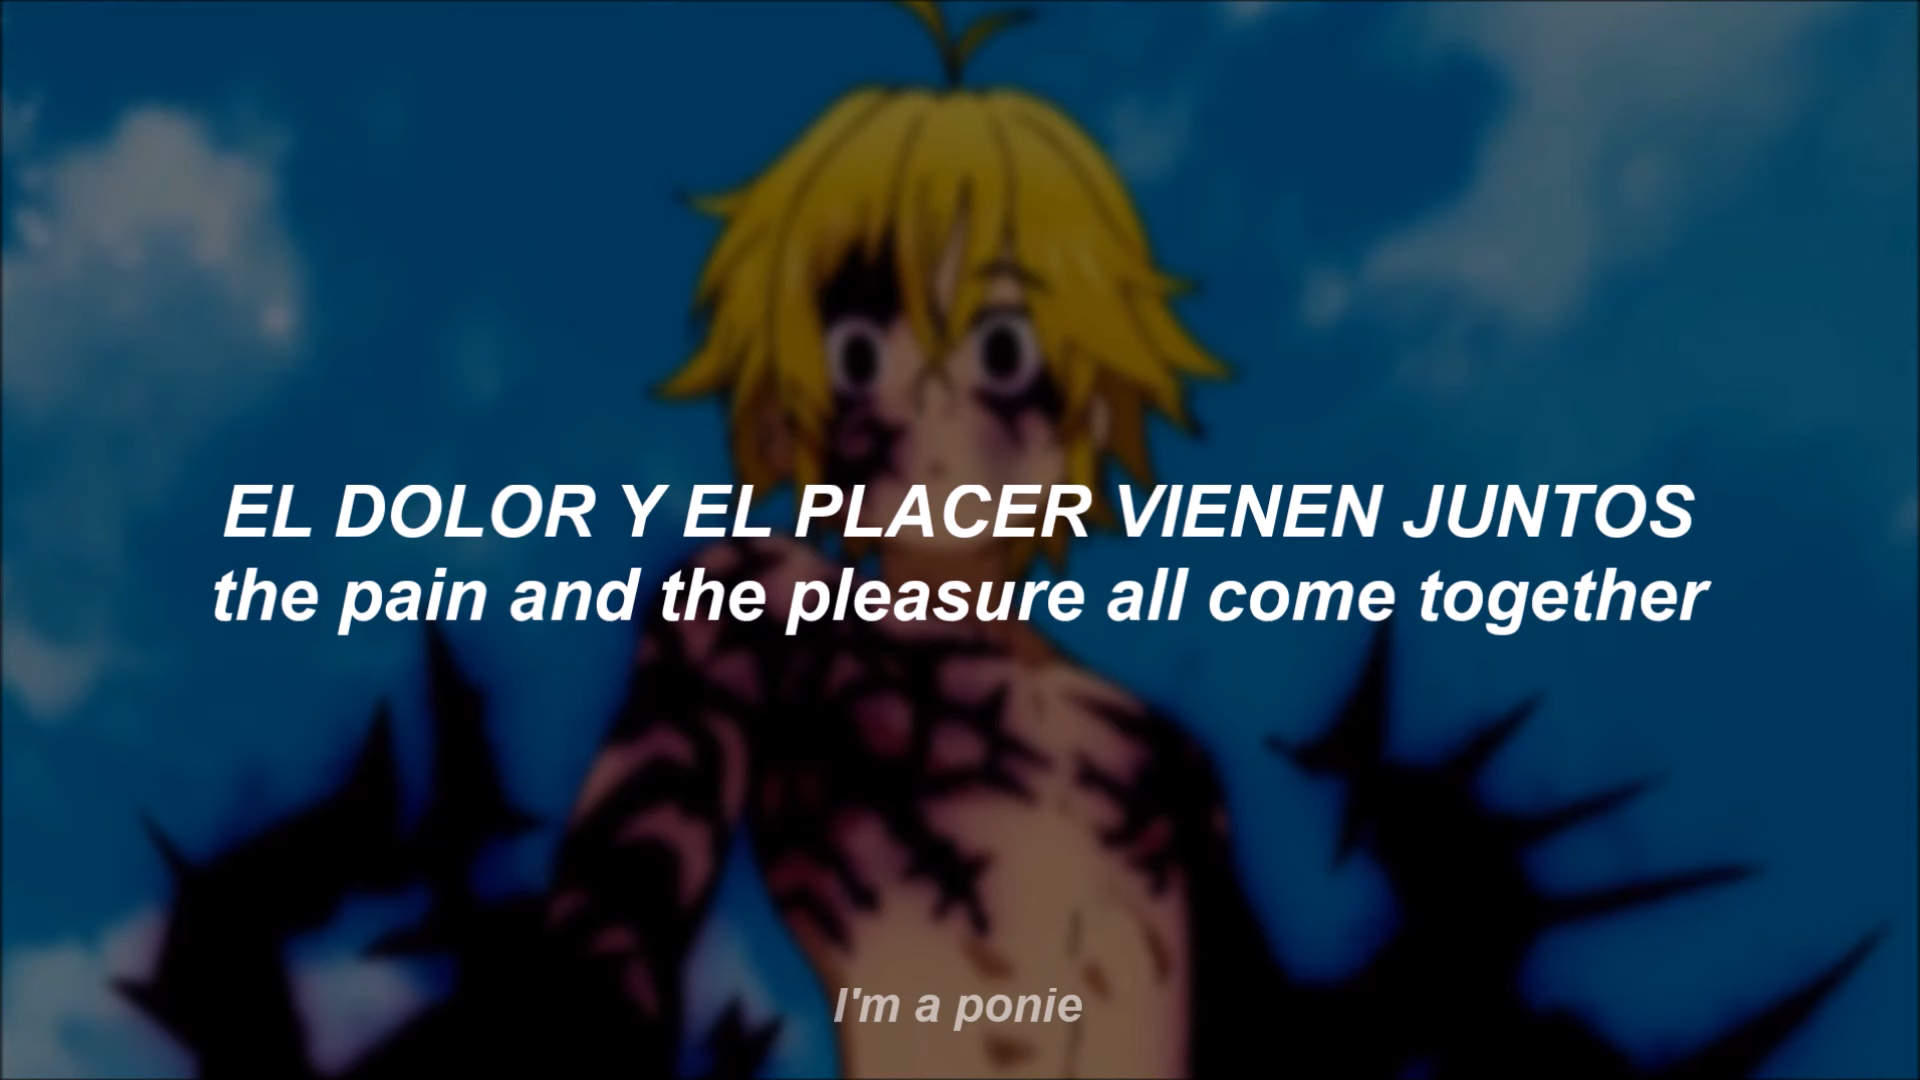 EL DOLOR Y EL PLACER VIENEN JUNTOS
the pain and the pleasure all come together
I'm a ponie